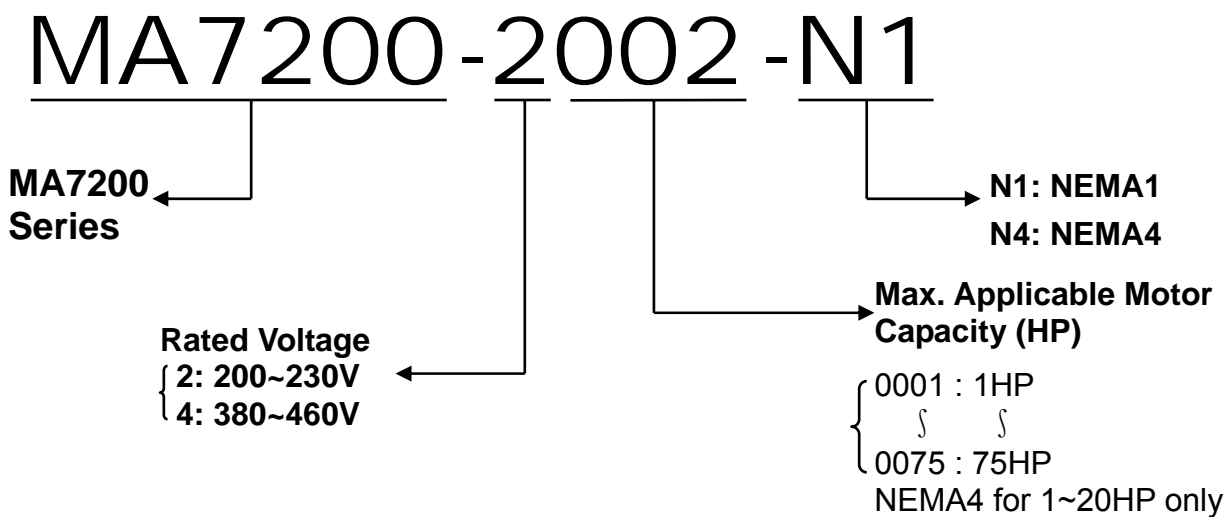 MA7200-2002-N1
MA7200
Series
N1: NEMA1
N4: NEMA4
Max. Applicable Motor
Capacity (HP)
Rated Voltage
2: 200~230V
4: 380~460V
0001 : 1HP
∫ ∫
0075 : 75HP
NEMA4 for 1~20HP only